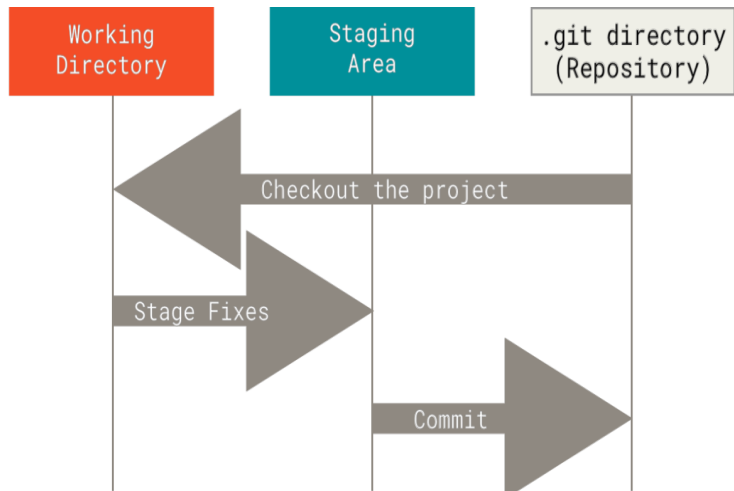 Working
Directory
Staging
Area
.git directory
(Repository)
Checkout the project
Stage Fixes
Commit